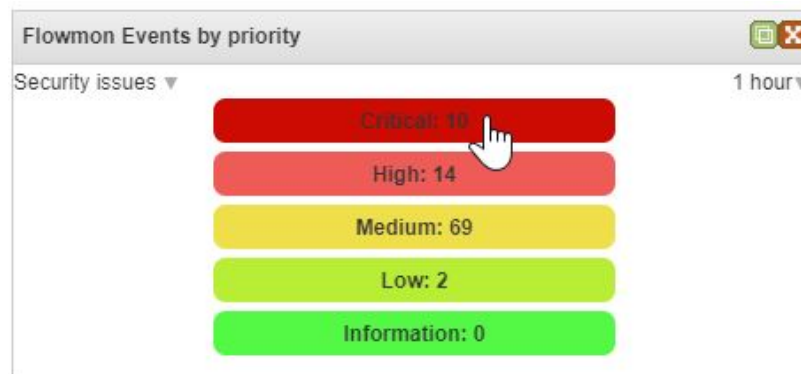 Flowmon Events by priority
Security issues ▼ 1 hour
Critical: 10
High: 14
Medium: 69
Low: 2
Information: 0